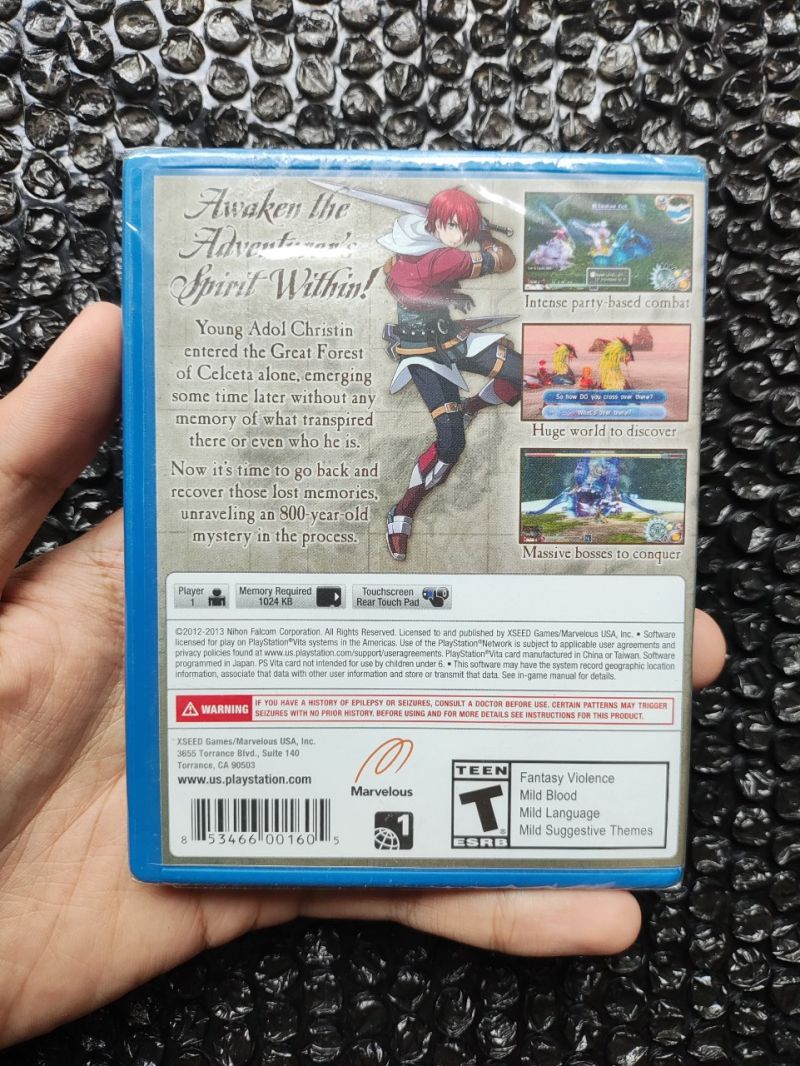 Awaken the
Adventurer's
Spirit Within!
Young Adol Christin
entered the Great Forest
of Celceta alone, emerging
some time later without any
memory of what transpired
there or even who he is.
Now it's time to go back and
recover those lost memories,
unraveling an 800-year-old
mystery in the process.
Intense party-based combat
So how DO you cross over there?
What's over there?
Huge world to discover
Massive bosses to conquer
Player
1
Memory Required
1024 KB
Touchscreen
Rear Touch Pad
©2012-2013 Nihon Falcom Corporation. All Rights Reserved. Licensed to and published by XSEED Games/Marvelous USA, Inc. • Software
licensed for play on PlayStation®Vita systems in the Americas. Use of the PlayStation®Network is subject to applicable user agreements and
privacy policies found at www.us.playstation.com/support/useragreements. PlayStation®Vita card manufactured in China or Taiwan. Software
programmed in Japan. PS Vita card not intended for use by children under 6. • This software may have the system record geographic location
information, associate that data with other user information and store or transmit that data. See in-game manual for details.
WARNING
IF YOU HAVE A HISTORY OF EPILEPSY OR SEIZURES, CONSULT A DOCTOR BEFORE USE. CERTAIN PATTERNS MAY TRIGGER
SEIZURES WITH NO PRIOR HISTORY. BEFORE USING AND FOR MORE DETAILS SEE INSTRUCTIONS FOR THIS PRODUCT.
XSEED Games/Marvelous USA, Inc.
3655 Torrance Blvd., Suite 140
Torrance, CA 90503
www.us.playstation.com
8 53466 00160 5
Marvelous
1
TEEN
T
ESRB
Fantasy Violence
Mild Blood
Mild Language
Mild Suggestive Themes